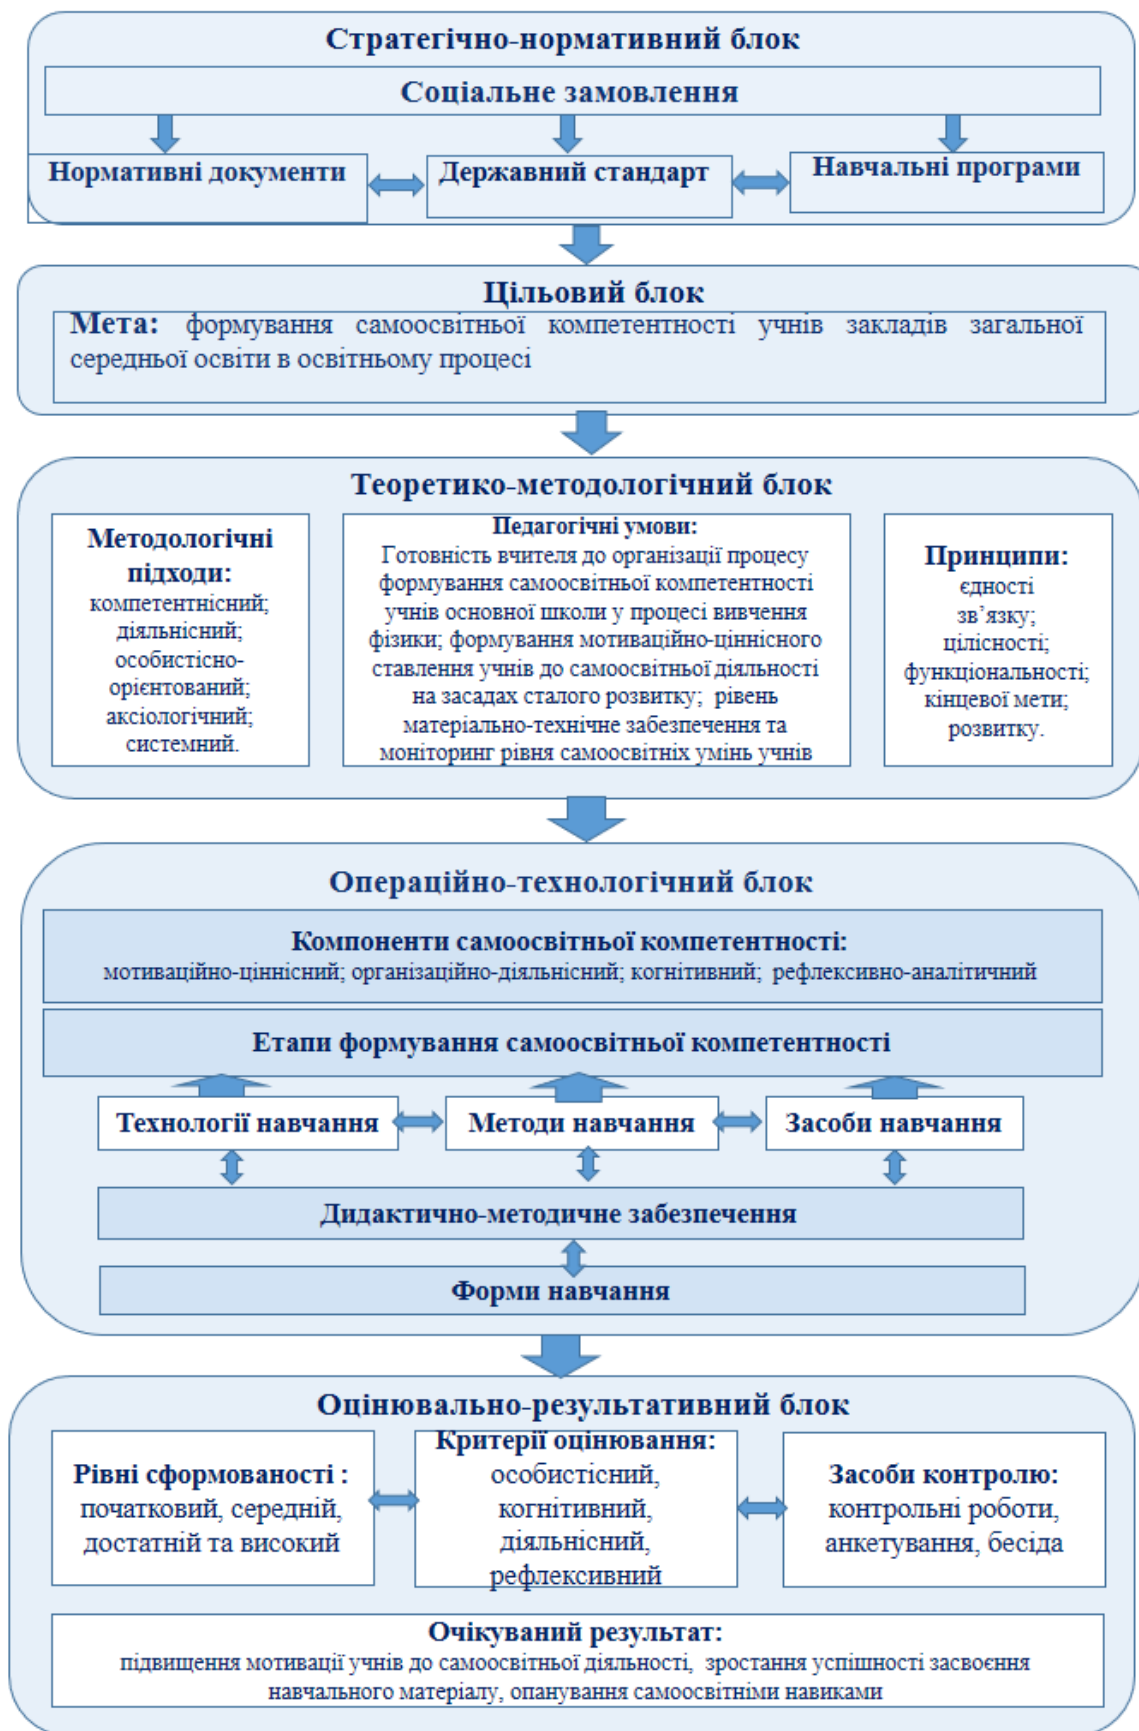 Стратегічно-нормативний блок
Соціальне замовлення
Нормативні документи
Державний стандарт
Навчальні програми
Цільовий блок
Мета: формування самоосвітньої компетентності учнів закладів загальної
середньої освіти в освітньому процесі
Теоретико-методологічний блок
Методологічні
підходи:
компетентнісний;
діяльнісний;
особистісно-
орієнтований;
аксіологічний;
системний.
Педагогічні умови:
Готовність вчителя до організації процесу
формування самоосвітньої компетентності
учнів основної школи у процесі вивчення
фізики; формування мотиваційно-ціннісного
ставлення учнів до самоосвітньої діяльності
на засадах сталого розвитку; рівень
матеріально-технічне забезпечення та
моніторинг рівня самоосвітніх умінь учнів
Принципи:
єдності
зв’язку;
цілісності;
функціональності;
кінцевої мети;
розвитку.
Операційно-технологічний блок
Компоненти самоосвітньої компетентності:
мотиваційно-ціннісний; організаційно-діяльнісний; когнітивний; рефлексивно-аналітичний
Етапи формування самоосвітньої компетентності
Технології навчання
Методи навчання
Засоби навчання
Дидактично-методичне забезпечення
Форми навчання
Оцінювально-результативний блок
Рівні сформованості :
початковий, середній,
достатній та високий
Критерії оцінювання:
особистісний,
когнітивний,
діяльнісний,
рефлексивний
Засоби контролю:
контрольні роботи,
анкетування, бесіда
Очікуваний результат:
підвищення мотивації учнів до самоосвітньої діяльності, зростання успішності засвоєння
навчального матеріалу, опанування самоосвітніми навиками